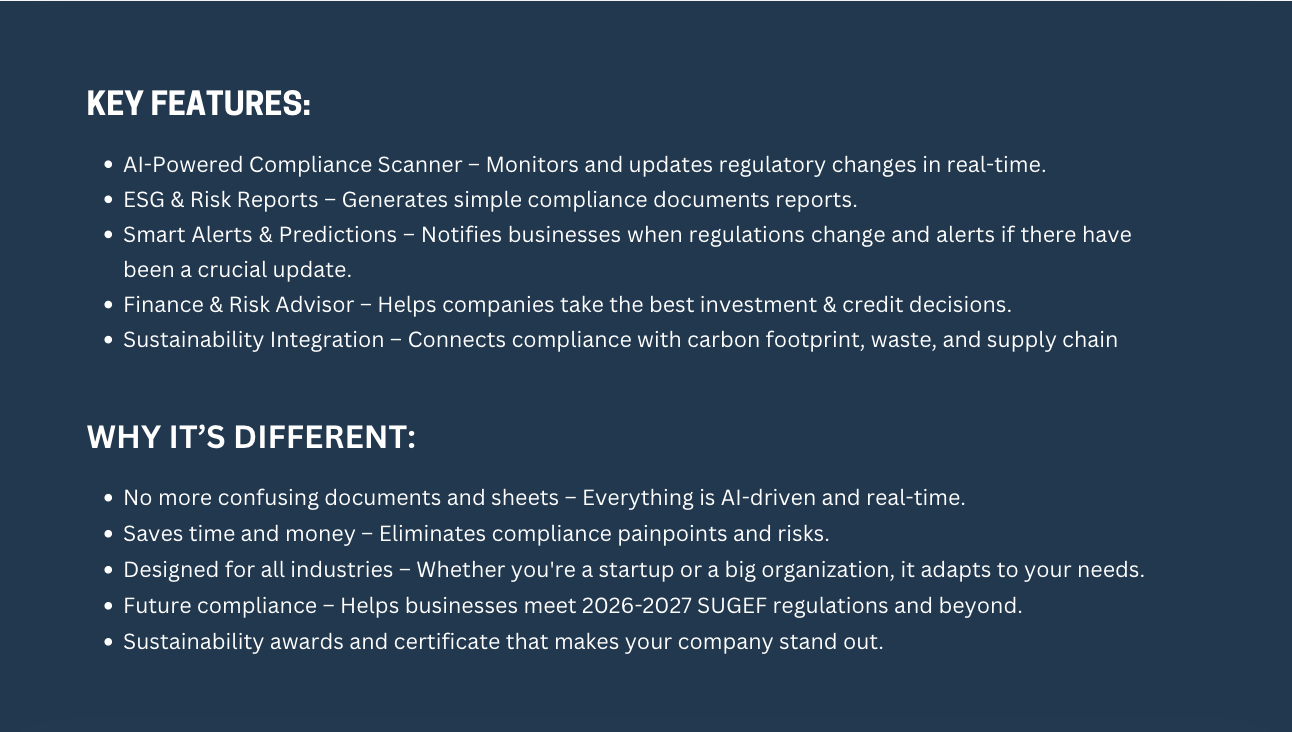 KEY FEATURES:
• AI-Powered Compliance Scanner – Monitors and updates regulatory changes in real-time.
• ESG & Risk Reports – Generates simple compliance documents reports.
• Smart Alerts & Predictions – Notifies businesses when regulations change and alerts if there have
been a crucial update.
• Finance & Risk Advisor – Helps companies take the best investment & credit decisions.
• Sustainability Integration – Connects compliance with carbon footprint, waste, and supply chain
WHY IT’S DIFFERENT:
• No more confusing documents and sheets – Everything is AI-driven and real-time.
• Saves time and money – Eliminates compliance painpoints and risks.
• Designed for all industries – Whether you're a startup or a big organization, it adapts to your needs.
• Future compliance – Helps businesses meet 2026-2027 SUGEF regulations and beyond.
• Sustainability awards and certificate that makes your company stand out.